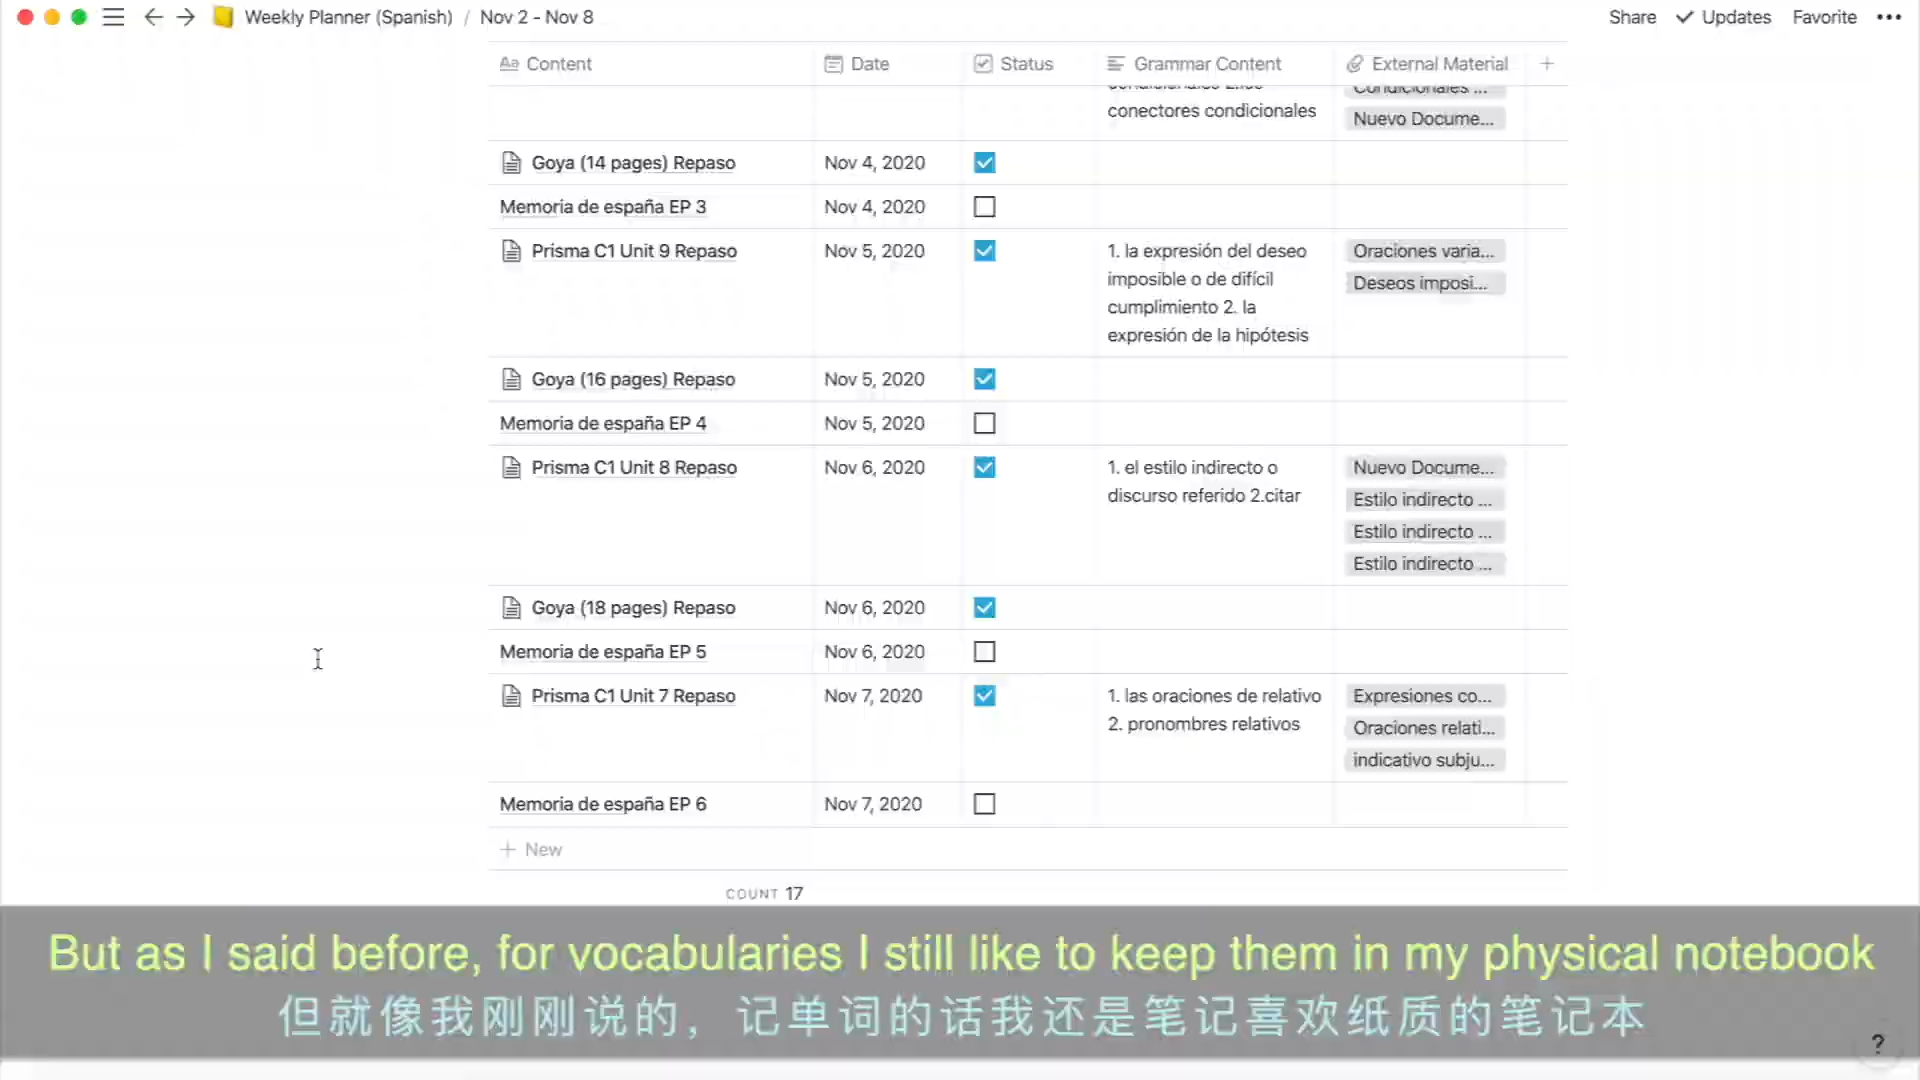 Weekly Planner (Spanish) / Nov 2 - Nov 8
Share Updates Favorite
Aa Content Date Status Grammar Content External Material
Condicionales ...
conectores condicionales Nuevo Docume...
Goya (14 pages) Repaso Nov 4, 2020
Memoria de españa EP 3 Nov 4, 2020
Prisma C1 Unit 9 Repaso Nov 5, 2020 1. la expresión del deseo Oraciones varia...
imposible o de difícil Deseos imposi...
cumplimiento 2. la
expresión de la hipótesis
Goya (16 pages) Repaso Nov 5, 2020
Memoria de españa EP 4 Nov 5, 2020
Prisma C1 Unit 8 Repaso Nov 6, 2020 1. el estilo indirecto o Nuevo Docume...
discurso referido 2.citar Estilo indirecto ...
Estilo indirecto ...
Estilo indirecto ...
Goya (18 pages) Repaso Nov 6, 2020
Memoria de españa EP 5 Nov 6, 2020
Prisma C1 Unit 7 Repaso Nov 7, 2020 1. las oraciones de relativo Expresiones co...
2. pronombres relativos Oraciones relati...
indicativo subju...
Memoria de españa EP 6 Nov 7, 2020
+ New
COUNT 17
But as I said before, for vocabularies I still like to keep them in my physical notebook
但就像我刚刚说的，记单词的话我还是笔记喜欢纸质的笔记本
?